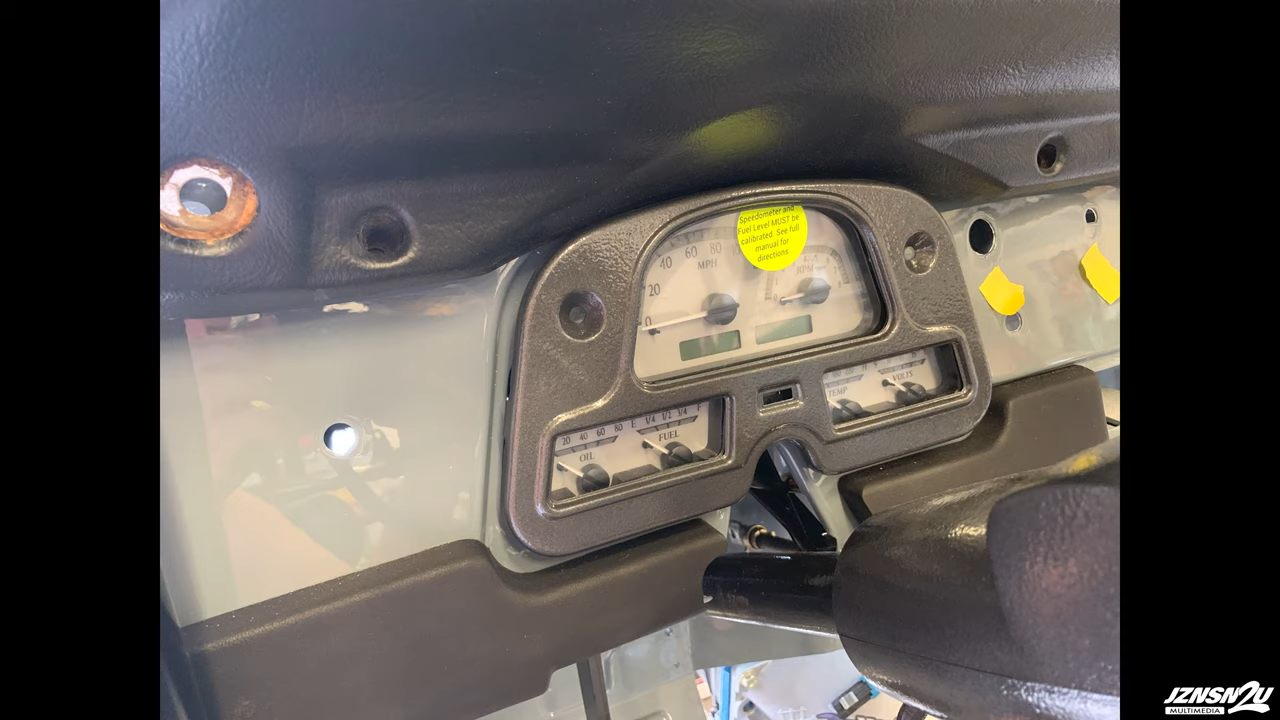 Speedometer and
Fuel Level MUST be
calibrated. See full
manual for
directions.
0 20 40 60 80
MPH
RPM
TEMP
VOLTS
20 40 60 80
OIL
E 1/4 1/2 3/4 F
FUEL
JZNSN2U
MULTIMEDIA